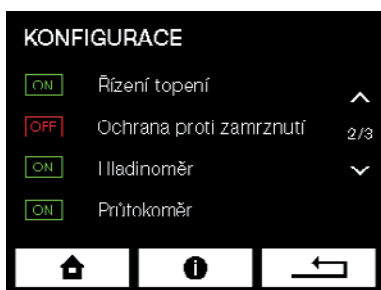 KONFIGURACE
ON Řízení topení
OFF Ochrana proti zamrznutí
2/3
ON Hladinoměr
ON Průtokoměr